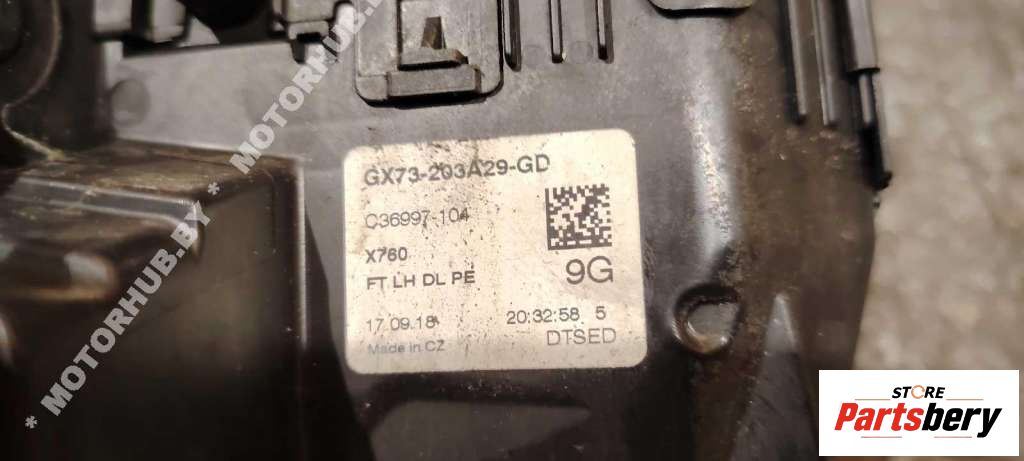 GX73-203A29-GD
C36997-104
X760
9G
FT LH DL PE
17.09.18 20:32:58 5
Made in CZ DTSED
* MOTORHUB.BY * MOTORHUB.BY
STORE
Partsbery